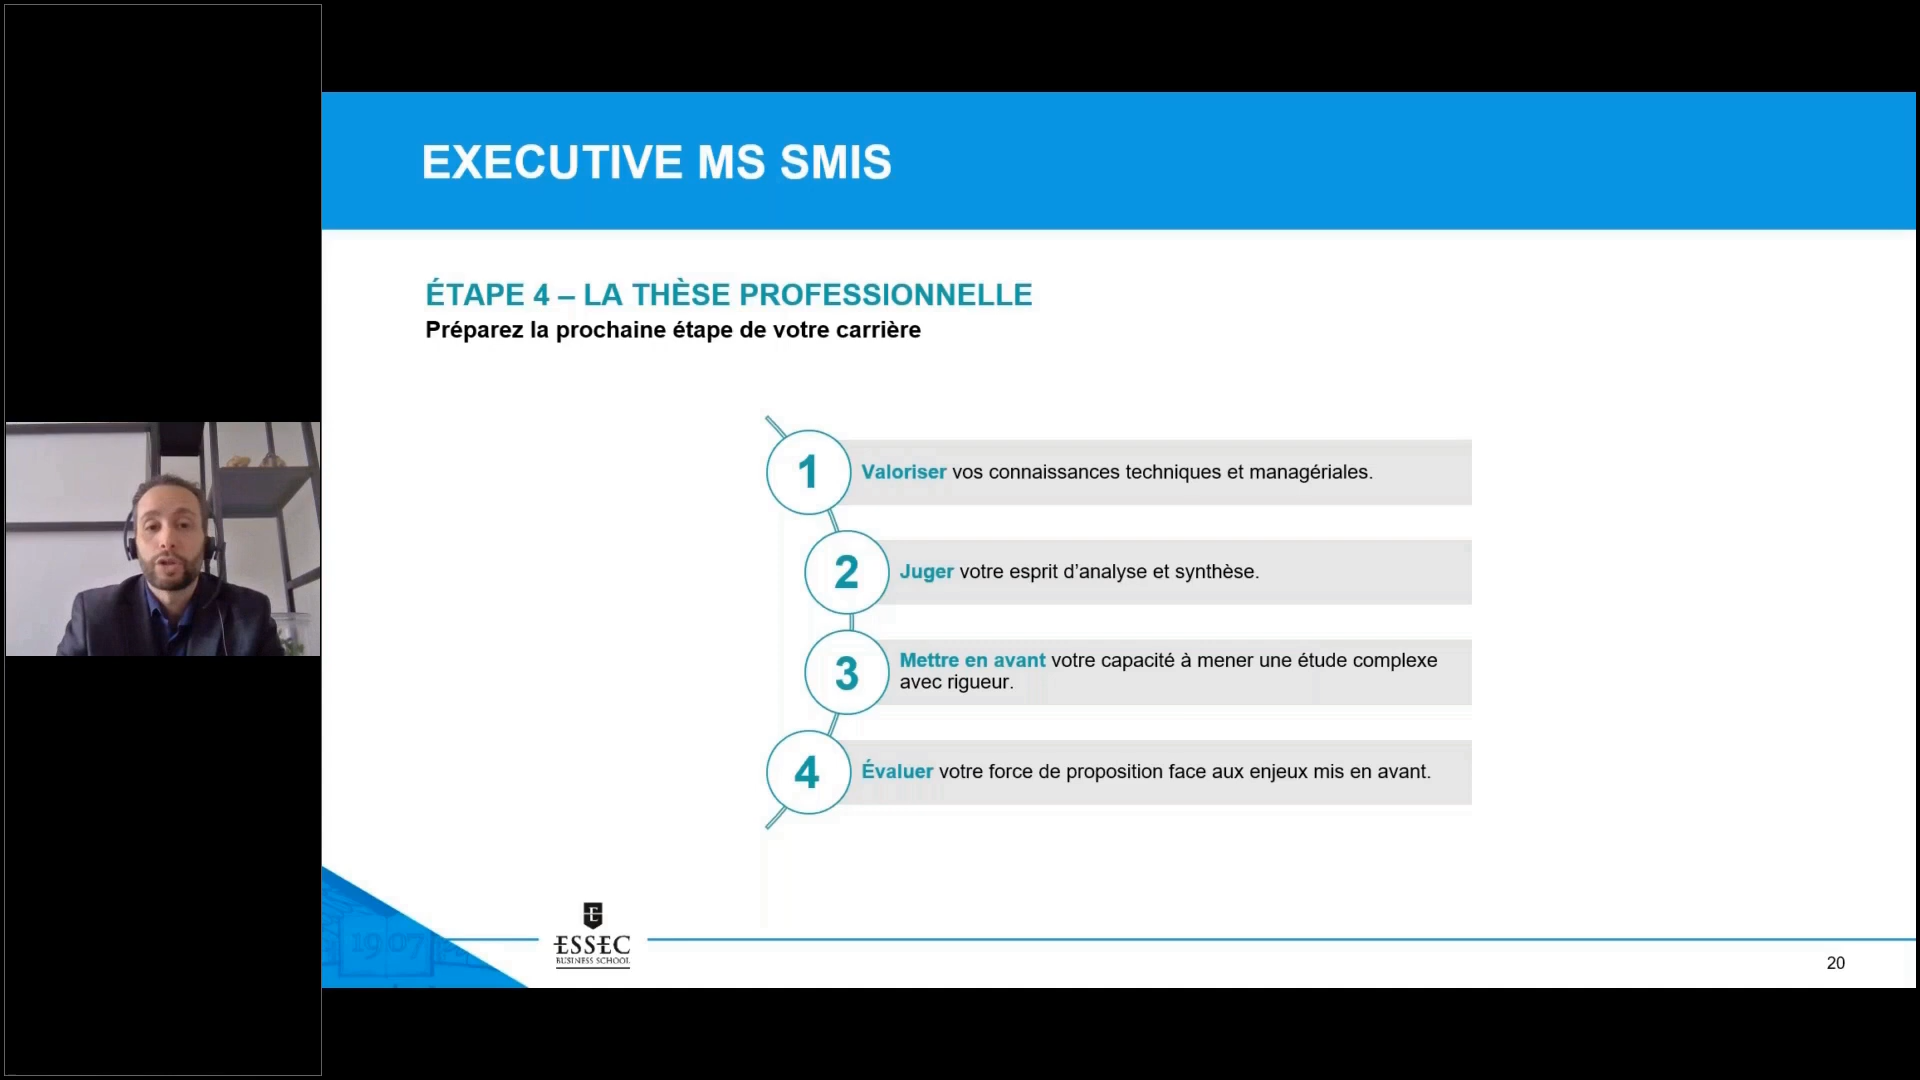 EXECUTIVE MS SMIS
ÉTAPE 4 – LA THÈSE PROFESSIONNELLE
Préparez la prochaine étape de votre carrière
1
Valoriser vos connaissances techniques et managériales.
2
Juger votre esprit d’analyse et synthèse.
3
Mettre en avant votre capacité à mener une étude complexe
avec rigueur.
4
Évaluer votre force de proposition face aux enjeux mis en avant.
1907
ESSEC
BUSINESS SCHOOL
20